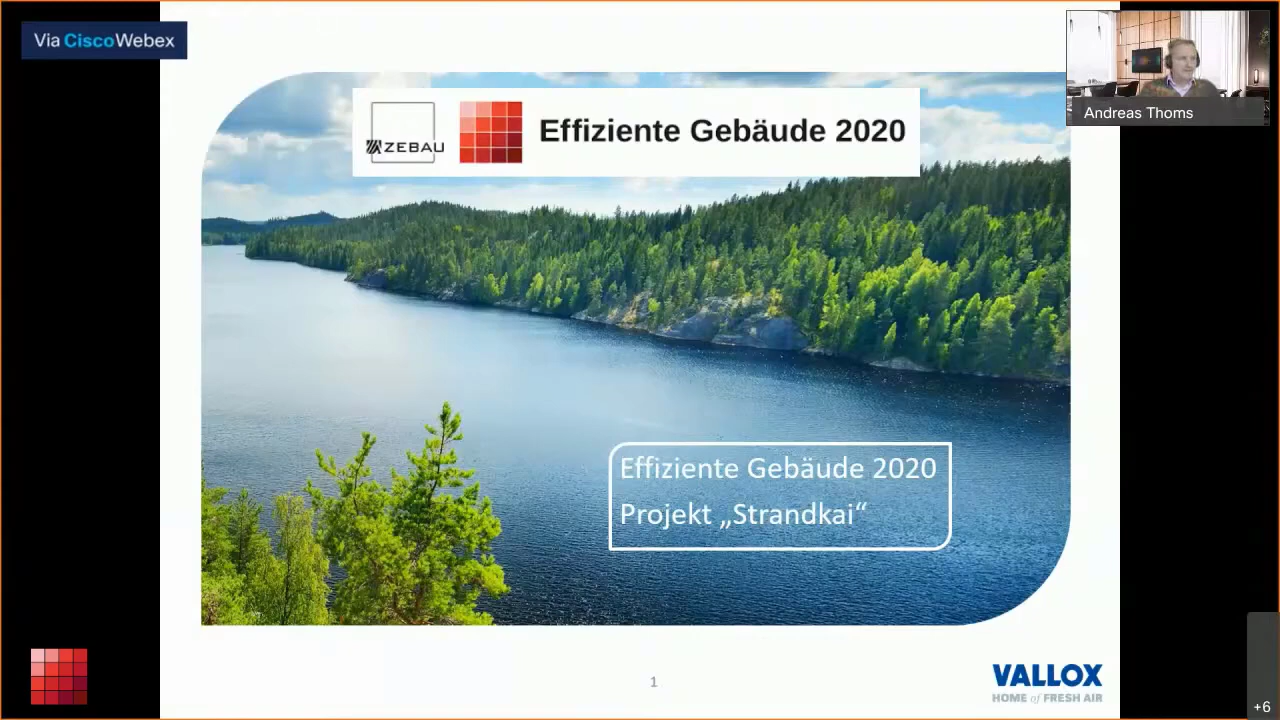 Via CiscoWebex
Andreas Thoms
ZEBAU
Effiziente Gebäude 2020
Effiziente Gebäude 2020
Projekt „Strandkai“
1
VALLOX
HOME of FRESH AIR
+6